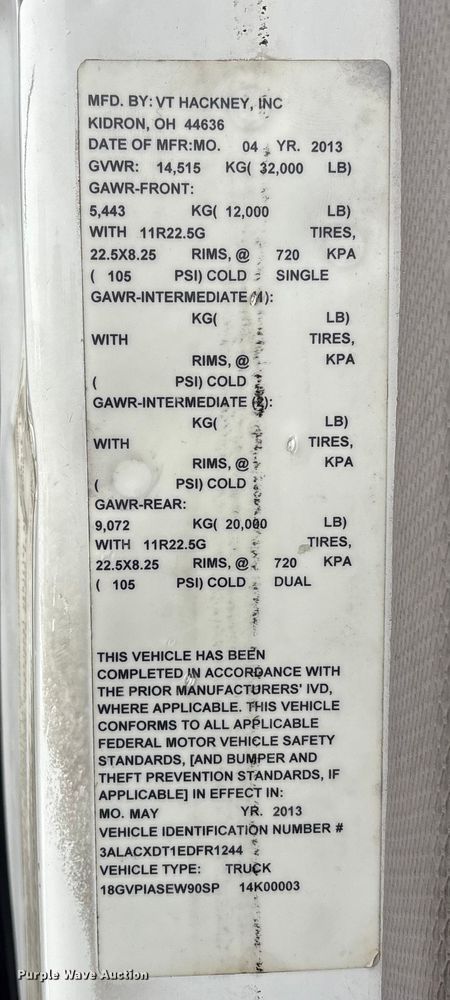 MFD. BY: VT HACKNEY, INC
KIDRON, OH 44636
DATE OF MFR:MO. 04 YR. 2013
GVWR: 14,515 KG( 32,000 LB)
GAWR-FRONT:
5,443 KG( 12,000 LB)
WITH 11R22.5G TIRES,
22.5X8.25 RIMS, @ 720 KPA
( 105 PSI) COLD SINGLE
GAWR-INTERMEDIATE (1):
KG( LB)
WITH TIRES,
RIMS, @ KPA
( PSI) COLD
GAWR-INTERMEDIATE (2):
KG( LB)
WITH TIRES,
RIMS, @ KPA
( PSI) COLD
GAWR-REAR:
9,072 KG( 20,000 LB)
WITH 11R22.5G TIRES,
22.5X8.25 RIMS, @ 720 KPA
( 105 PSI) COLD DUAL
THIS VEHICLE HAS BEEN
COMPLETED IN ACCORDANCE WITH
THE PRIOR MANUFACTURERS' IVD,
WHERE APPLICABLE. THIS VEHICLE
CONFORMS TO ALL APPLICABLE
FEDERAL MOTOR VEHICLE SAFETY
STANDARDS, [AND BUMPER AND
THEFT PREVENTION STANDARDS, IF
APPLICABLE] IN EFFECT IN:
MO. MAY YR. 2013
VEHICLE IDENTIFICATION NUMBER #
3ALACXDT1EDFR1244
VEHICLE TYPE: TRUCK
18GVPIASEW90SP 14K00003
Purple Wave Auction